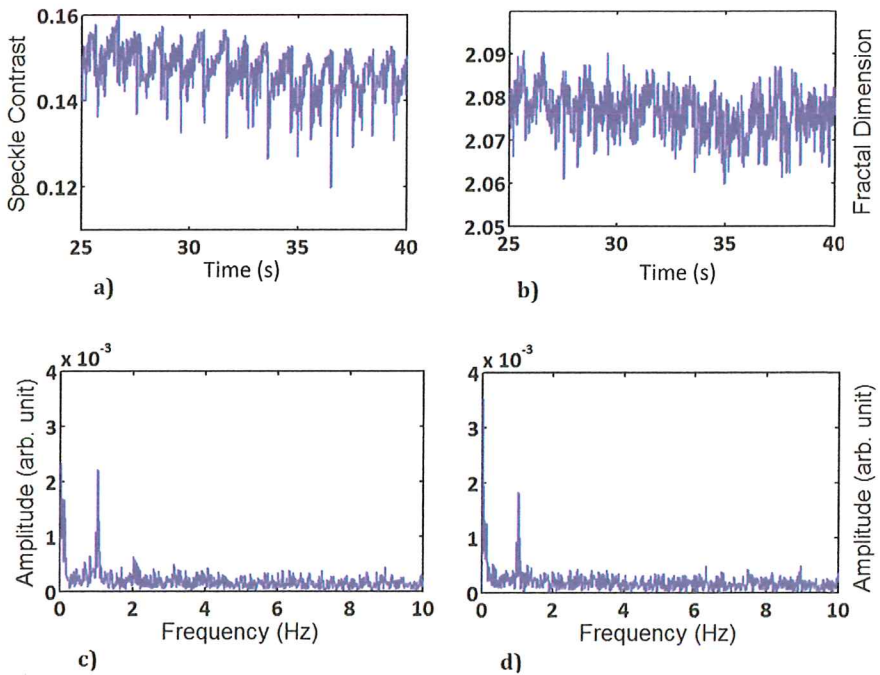 Speckle Contrast
0.16
0.14
0.12
25 30 35 40
Time (s)
a)
2.09
2.08
2.07
2.06
2.05
25 30 35 40
Time (s)
Fractal Dimension
b)
x 10-3
Amplitude (arb. unit)
4
3
2
1
0
0 2 4 6 8 10
Frequency (Hz)
c)
x 10-3
4
3
2
1
0
0 2 4 6 8 10
Frequency (Hz)
Amplitude (arb. unit)
d)